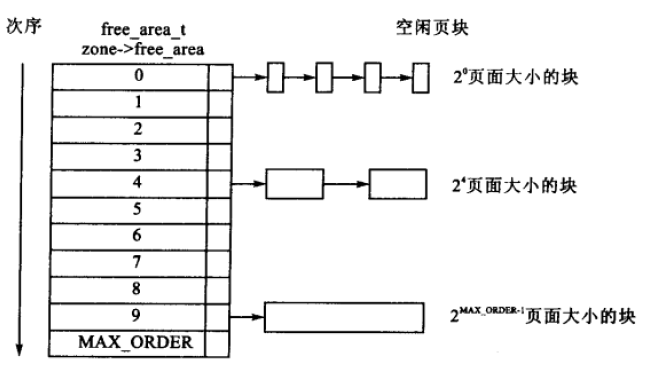 次序
free_area_t
zone->free_area
空闲页块
0
2⁰页面大小的块
1
2
3
4
2⁴页面大小的块
5
6
7
8
9
2^MAX_ORDER-1页面大小的块
MAX_ORDER